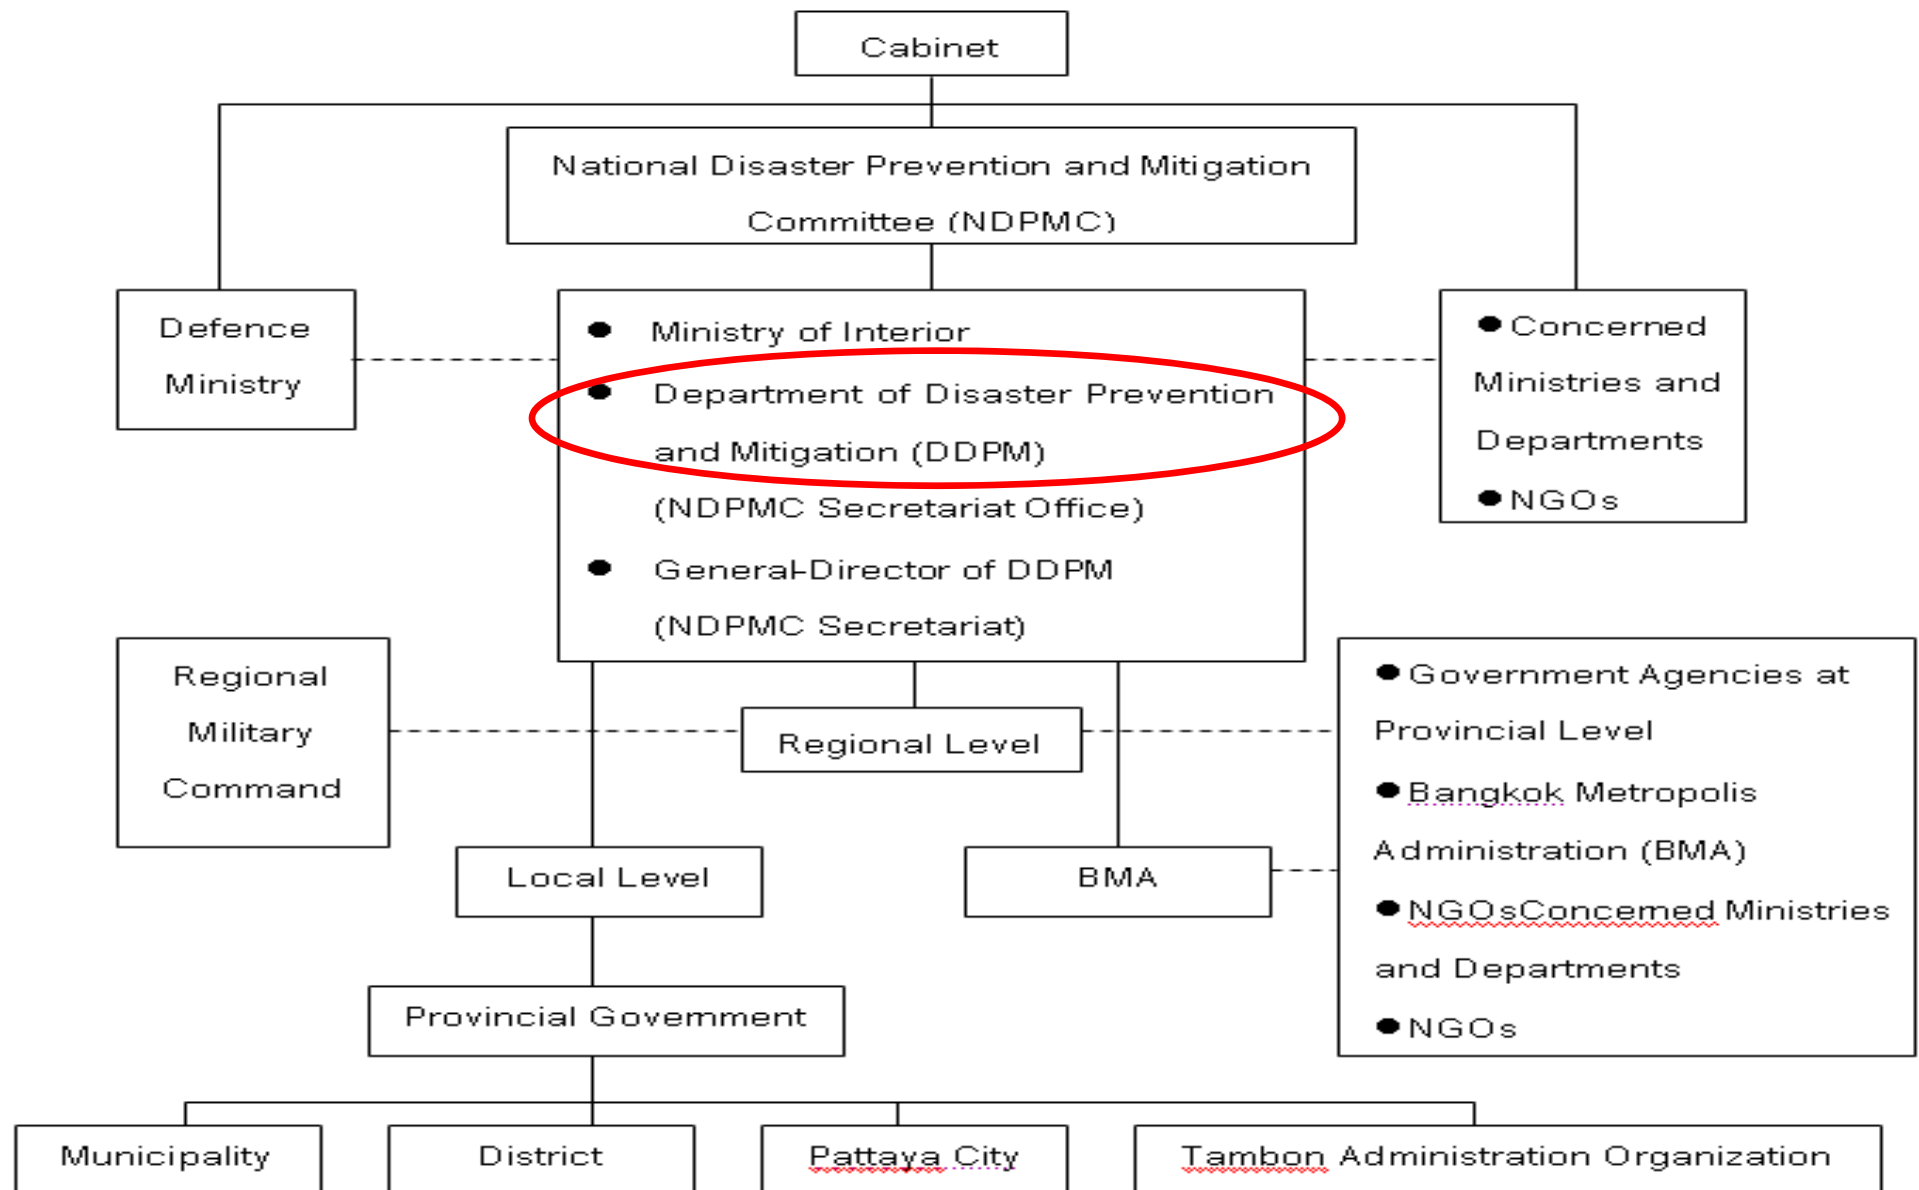 Cabinet
National Disaster Prevention and Mitigation
Committee (NDPMC)
Defence
Ministry
● Ministry of Interior
● Department of Disaster Prevention
and Mitigation (DDPM)
(NDPMC Secretariat Office)
● General-Director of DDPM
(NDPMC Secretariat)
● Concerned
Ministries and
Departments
● NGOs
Regional
Military
Command
Regional Level
● Government Agencies at
Provincial Level
● Bangkok Metropolis
Administration (BMA)
● NGOsConcerned Ministries
and Departments
● NGOs
Local Level
BMA
Provincial Government
Municipality
District
Pattaya City
Tambon Administration Organization